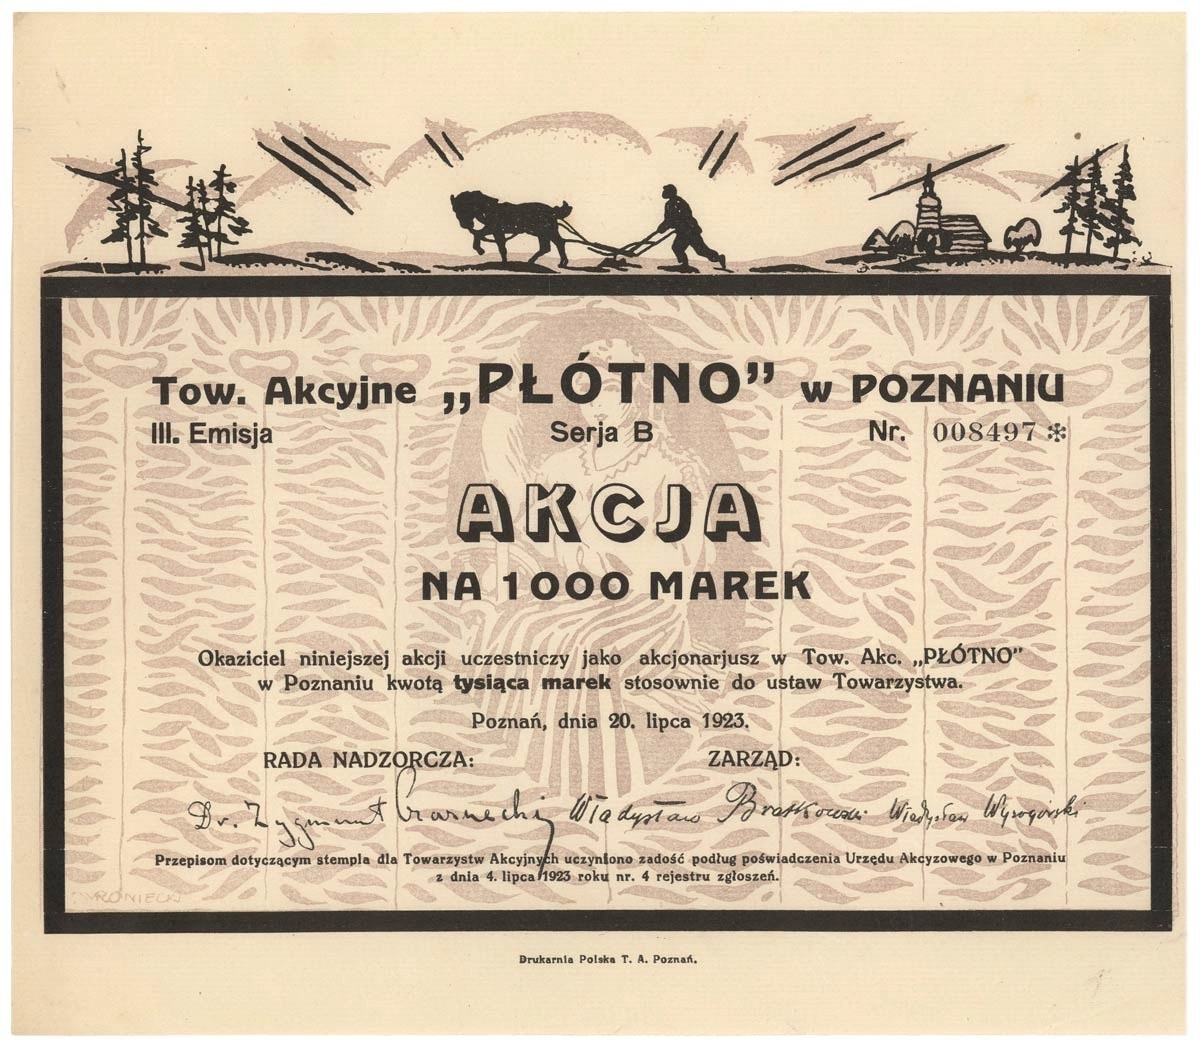 Tow. Akcyjne „PŁÓTNO” w POZNANIU
III. Emisja Serja B Nr. 008497 ✻
AKCJA
NA 1000 MAREK
Okaziciel niniejszej akcji uczestniczy jako akcjonarjusz w Tow. Akc. „PŁÓTNO”
w Poznaniu kwotą tysiąca marek stosownie do ustaw Towarzystwa.
Poznań, dnia 20. lipca 1923.
RADA NADZORCZA: ZARZĄD:
Dr. Zygmunt Czarnecki Władysław Bratkowski Władysław Wysogórski
Przepisom dotyczącym stempla dla Towarzystw Akcyjnych uczyniono zadość podług poświadczenia Urzędu Akcyzowego w Poznaniu
z dnia 4. lipca 1923 roku nr. 4 rejestru zgłoszeń.
Drukarnia Polska T. A. Poznań.